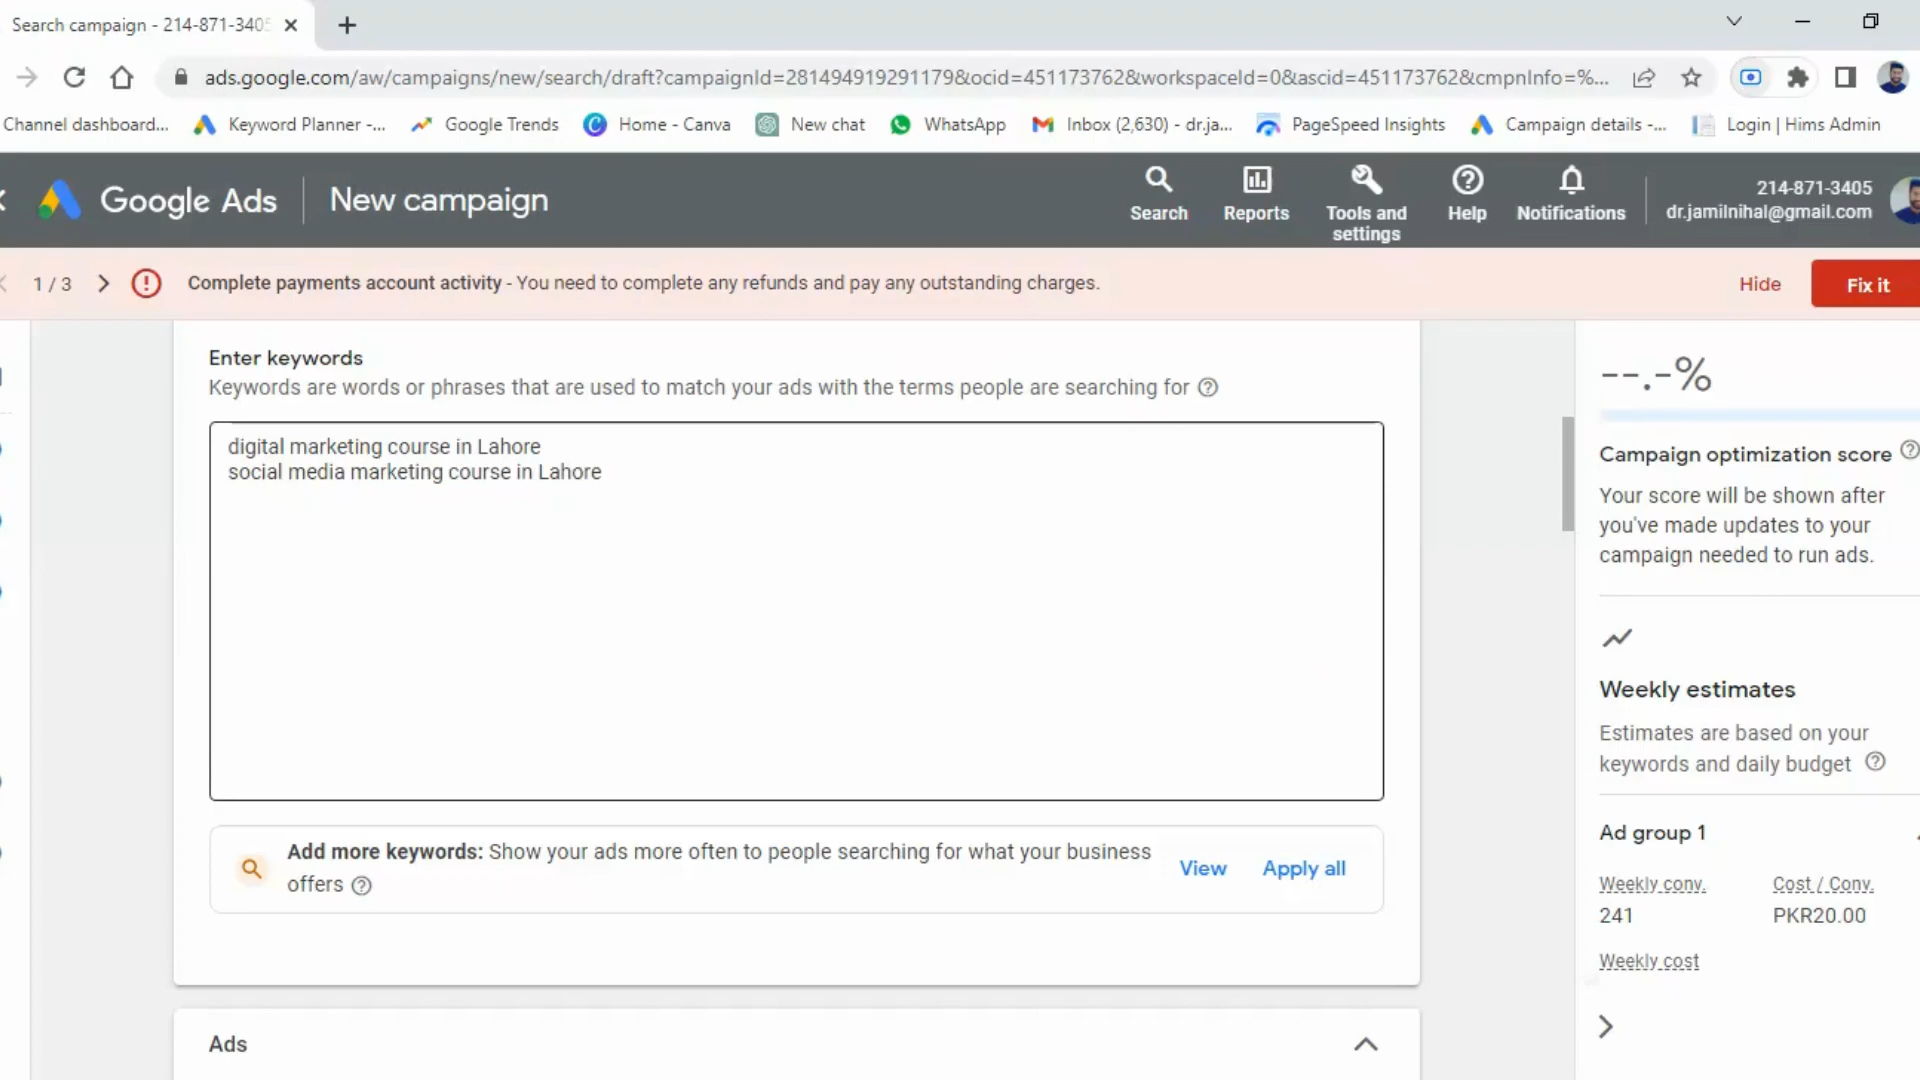 Search campaign - 214-871-3405
ads.google.com/aw/campaigns/new/search/draft?campaignId=281494919291179&ocid=451173762&workspaceId=0&ascid=451173762&cmpnInfo=%...
Channel dashboard... Keyword Planner -... Google Trends Home - Canva New chat WhatsApp Inbox (2,630) - dr.ja... PageSpeed Insights Campaign details -... Login | Hims Admin
Google Ads New campaign
Search Reports Tools and settings Help Notifications
214-871-3405
dr.jamilnihal@gmail.com
1 / 3 Complete payments account activity - You need to complete any refunds and pay any outstanding charges. Hide Fix it
Enter keywords
Keywords are words or phrases that are used to match your ads with the terms people are searching for
digital marketing course in Lahore
social media marketing course in Lahore
Add more keywords: Show your ads more often to people searching for what your business
offers
View Apply all
Ads
--.-%
Campaign optimization score
Your score will be shown after
you've made updates to your
campaign needed to run ads.
Weekly estimates
Estimates are based on your
keywords and daily budget
Ad group 1
Weekly conv. Cost / Conv.
241 PKR20.00
Weekly cost